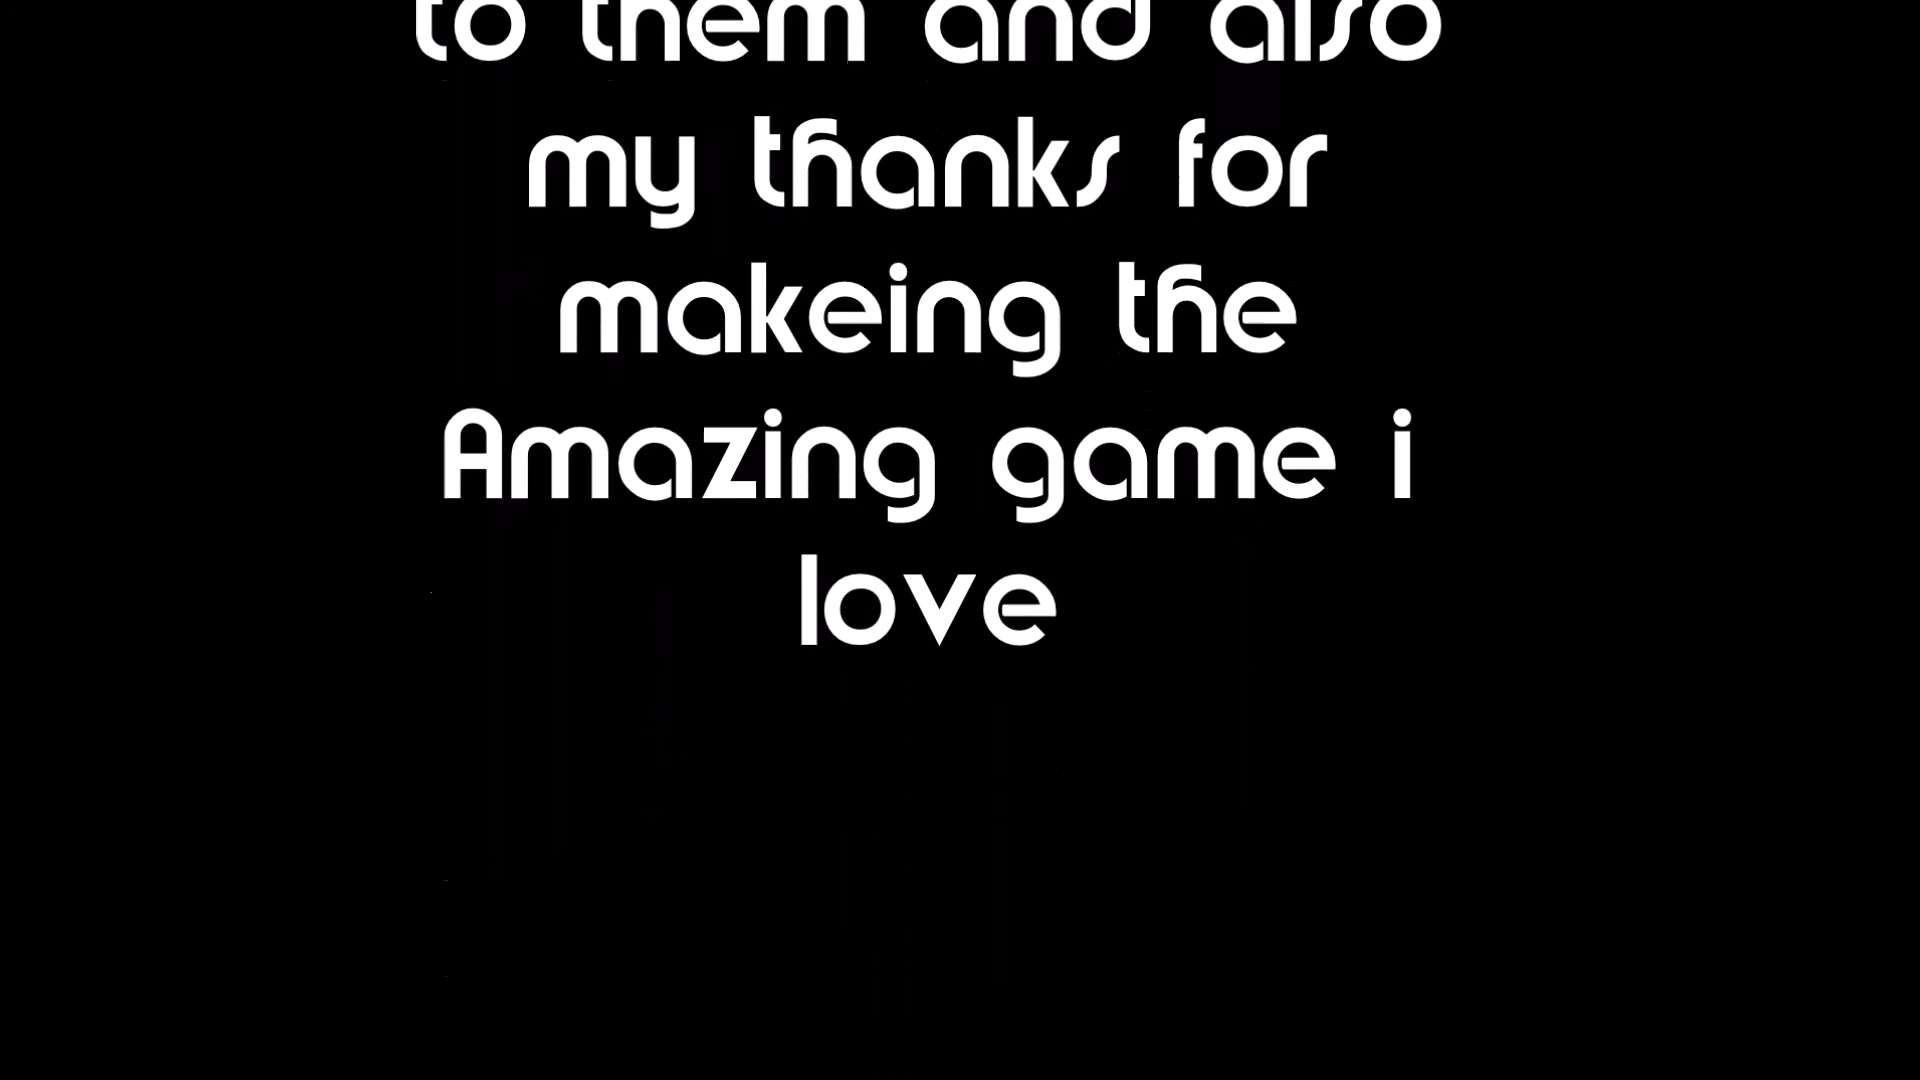 to them and also
my thanks for
makeing the
Amazing game i
love